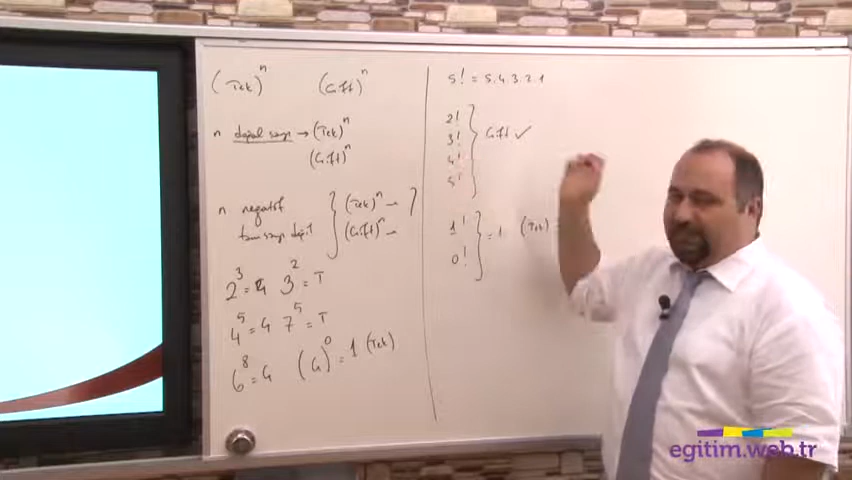 (Tek)ⁿ (Çift)ⁿ
n doğal sayı → (Tek)ⁿ
(Çift)ⁿ
n negatif } (Tek)ⁿ –
tam sayı değil } (Çift)ⁿ –
2³ = Ç 3² = T
4⁵ = Ç 7⁵ = T
6⁸ = Ç (Ç)⁰ = 1 (Tek)
5! = 5.4.3.2.1
2!
3! } Çift ✓
4!
5!
1! } = 1 (Tek)
0!
egitim.web.tr